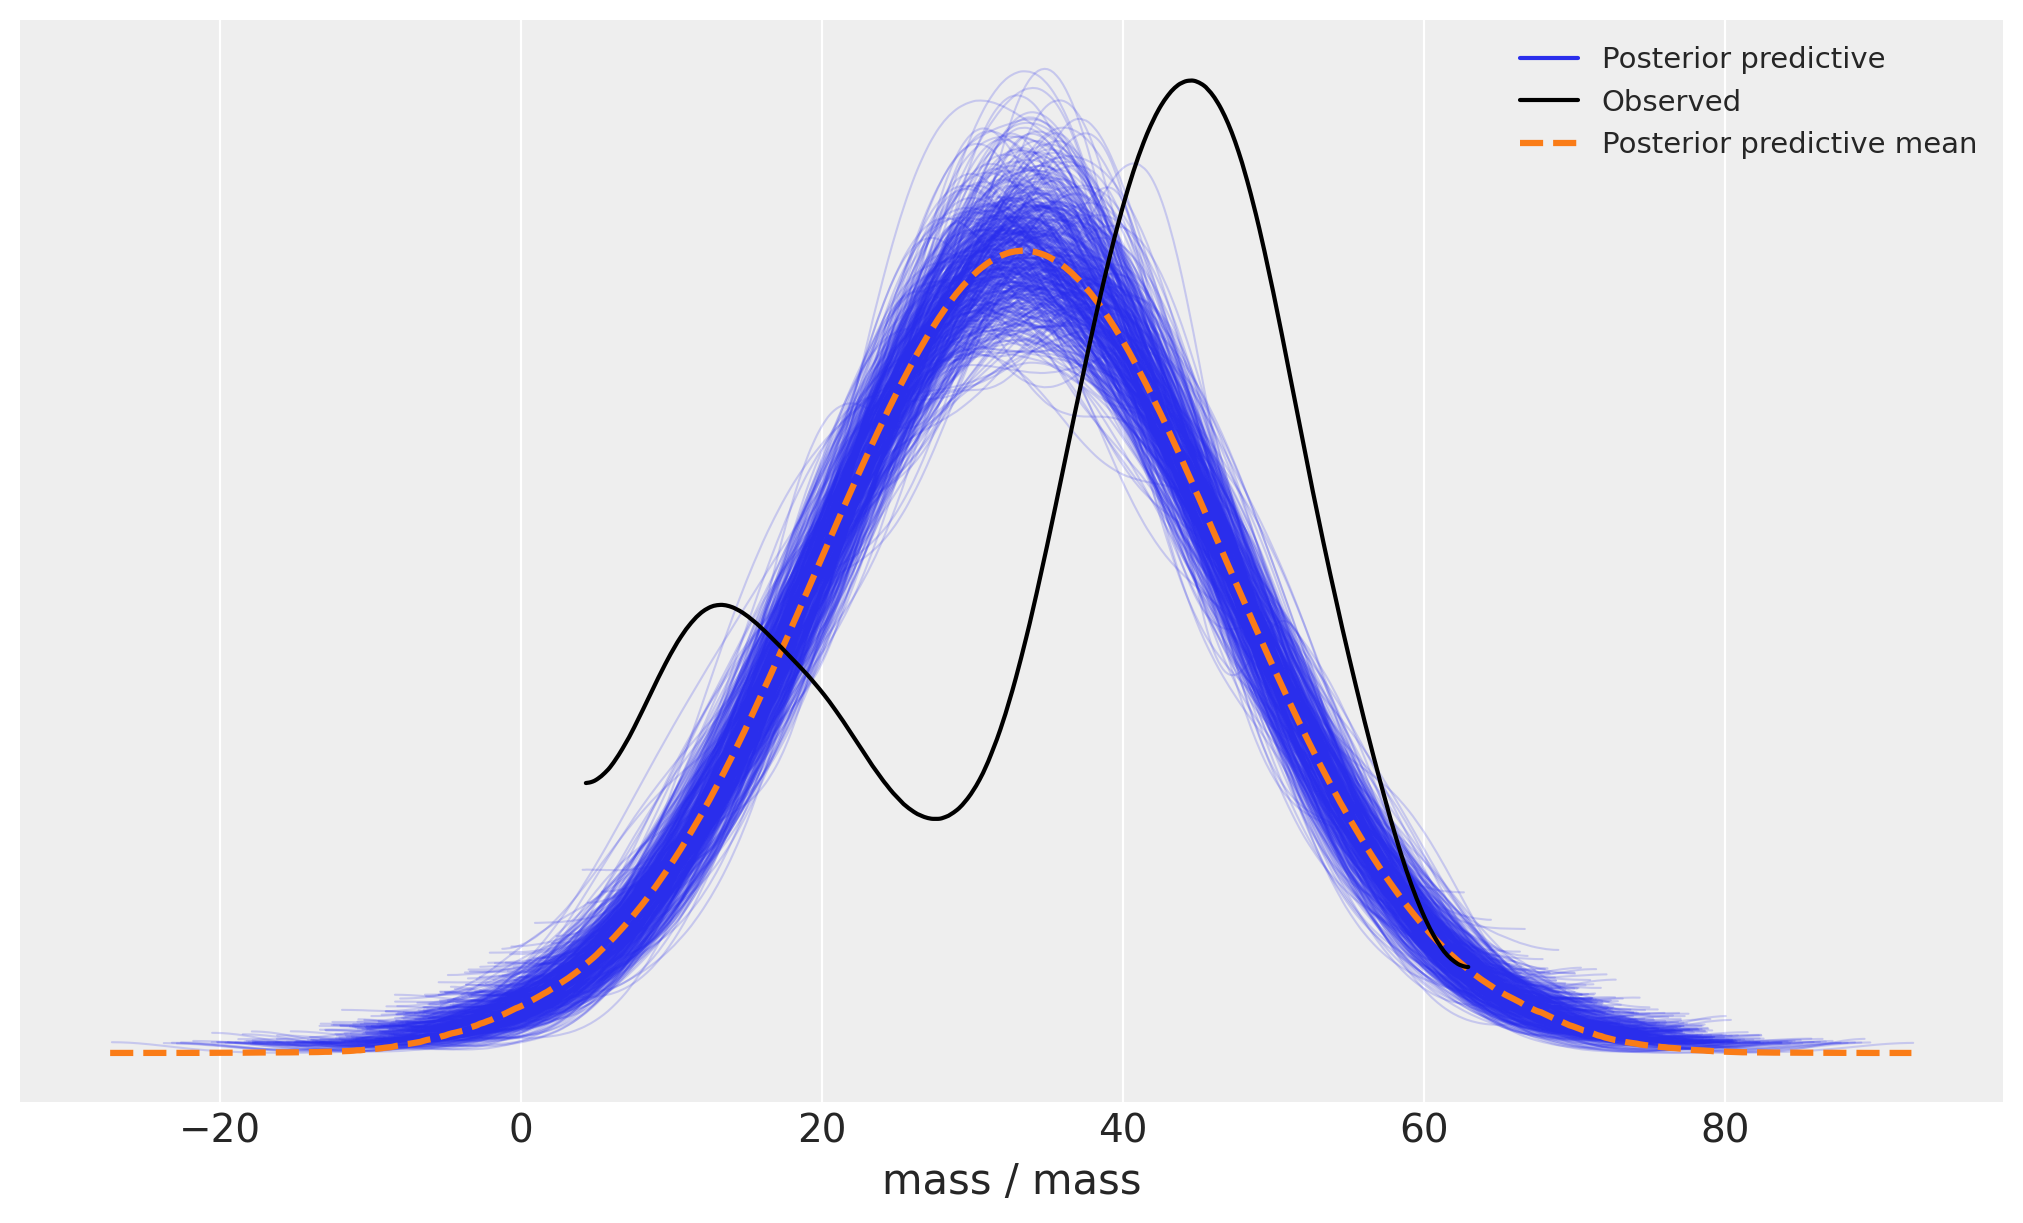 Posterior predictive
Observed
Posterior predictive mean
−20 0 20 40 60 80
mass / mass